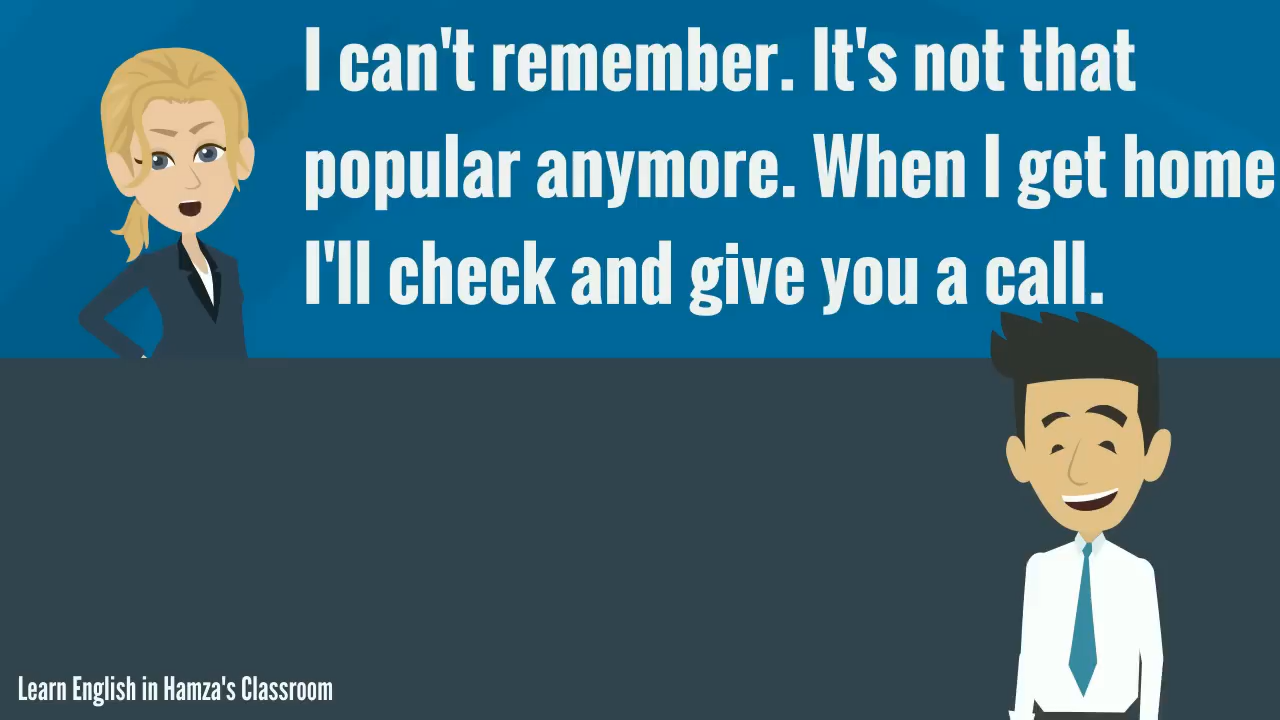 I can't remember. It's not that
popular anymore. When I get home
I'll check and give you a call.
Learn English in Hamza's Classroom